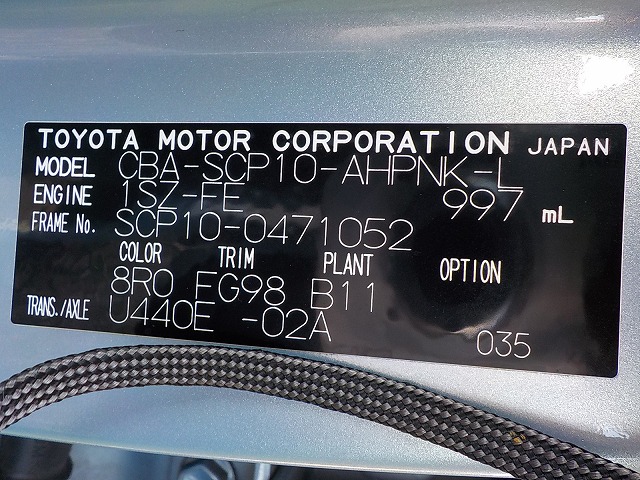 TOYOTA MOTOR CORPORATION JAPAN
MODEL CBA-SCP10-AHPNK-L
ENGINE 1SZ-FE 997 mL
FRAME No. SCP10-0471052
COLOR TRIM PLANT OPTION
8R0 FG98 B11
TRANS./AXLE U440E -02A
035